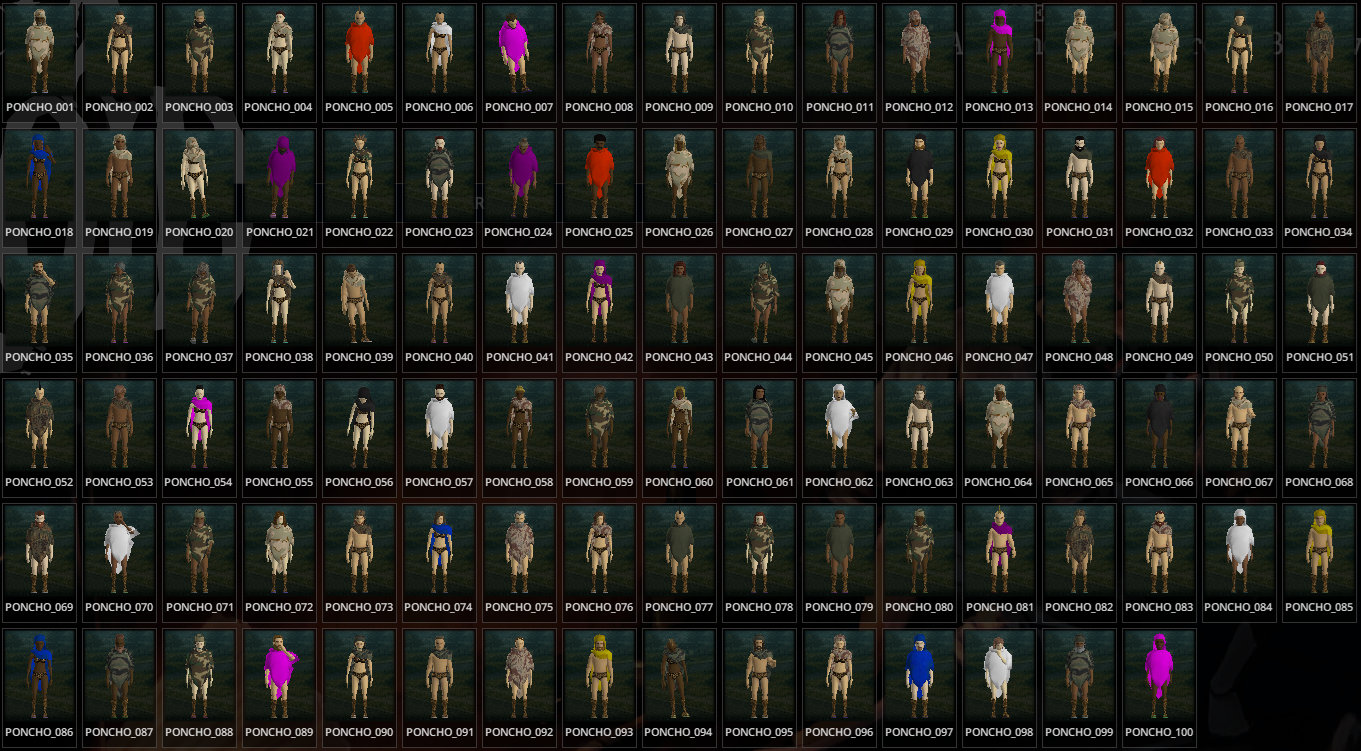 PONCHO_001 PONCHO_002 PONCHO_003 PONCHO_004 PONCHO_005 PONCHO_006 PONCHO_007 PONCHO_008 PONCHO_009 PONCHO_010 PONCHO_011 PONCHO_012 PONCHO_013 PONCHO_014 PONCHO_015 PONCHO_016 PONCHO_017
PONCHO_018 PONCHO_019 PONCHO_020 PONCHO_021 PONCHO_022 PONCHO_023 PONCHO_024 PONCHO_025 PONCHO_026 PONCHO_027 PONCHO_028 PONCHO_029 PONCHO_030 PONCHO_031 PONCHO_032 PONCHO_033 PONCHO_034
PONCHO_035 PONCHO_036 PONCHO_037 PONCHO_038 PONCHO_039 PONCHO_040 PONCHO_041 PONCHO_042 PONCHO_043 PONCHO_044 PONCHO_045 PONCHO_046 PONCHO_047 PONCHO_048 PONCHO_049 PONCHO_050 PONCHO_051
PONCHO_052 PONCHO_053 PONCHO_054 PONCHO_055 PONCHO_056 PONCHO_057 PONCHO_058 PONCHO_059 PONCHO_060 PONCHO_061 PONCHO_062 PONCHO_063 PONCHO_064 PONCHO_065 PONCHO_066 PONCHO_067 PONCHO_068
PONCHO_069 PONCHO_070 PONCHO_071 PONCHO_072 PONCHO_073 PONCHO_074 PONCHO_075 PONCHO_076 PONCHO_077 PONCHO_078 PONCHO_079 PONCHO_080 PONCHO_081 PONCHO_082 PONCHO_083 PONCHO_084 PONCHO_085
PONCHO_086 PONCHO_087 PONCHO_088 PONCHO_089 PONCHO_090 PONCHO_091 PONCHO_092 PONCHO_093 PONCHO_094 PONCHO_095 PONCHO_096 PONCHO_097 PONCHO_098 PONCHO_099 PONCHO_100